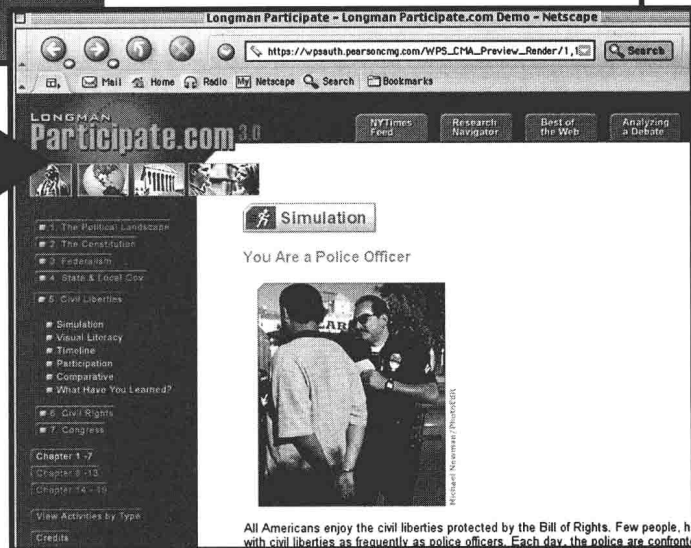 Longman Participate - Longman Participate.com Demo - Netscape
https://wpsauth.pearsoncmg.com/WPS_CMA_Preview_Render/1,1
Search
Mail Home Radio My Netscape Search Bookmarks
LONGMAN
Participate.com 3.0
NYTimes Feed
Research Navigator
Best of the Web
Analyzing a Debate
1. The Political Landscape
2. The Constitution
3. Federalism
4. State & Local Gov
5. Civil Liberties
Simulation
Visual Literacy
Timeline
Participation
Comparative
What Have You Learned?
6. Civil Rights
7. Congress
Chapter 1 -7
Chapter 8 -13
View Activities by Type
Credits
Simulation
You Are a Police Officer
Michael Newman/PhotoEdit
All Americans enjoy the civil liberties protected by the Bill of Rights. Few people, h
with civil liberties as frequently as police officers. Each day, the police are confronte